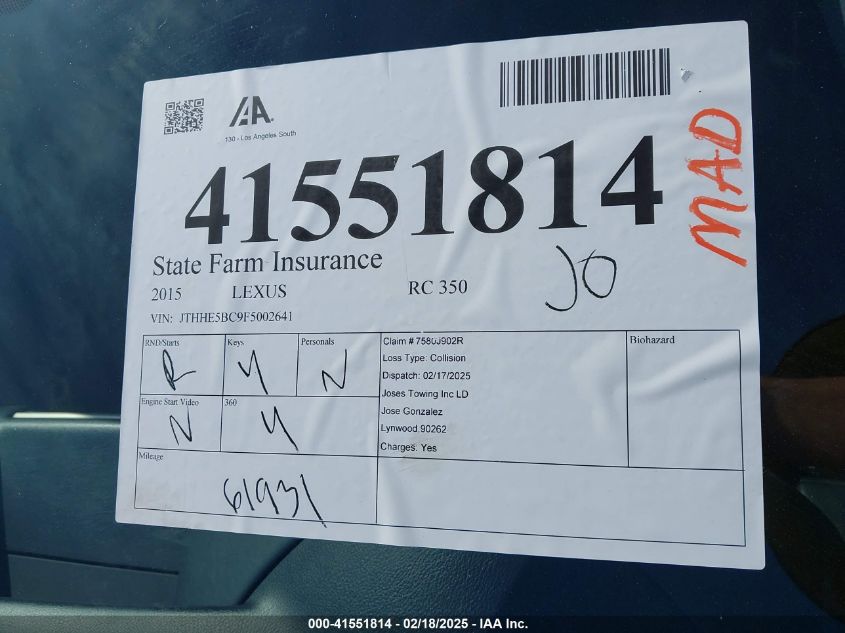 IAA.
130 - Los Angeles South
41551814
MAD
State Farm Insurance
JO
2015 LEXUS RC 350
VIN: JTHHE5BC9F5002641
RND/Starts Keys Personals
R Y N
Engine Start Video 360
N Y
Mileage
61931
Claim # 7580J902R
Loss Type: Collision
Dispatch: 02/17/2025
Joses Towing Inc LD
Jose Gonzalez
Lynwood,90262
Charges: Yes
Biohazard
000-41551814 - 02/18/2025 - IAA Inc.